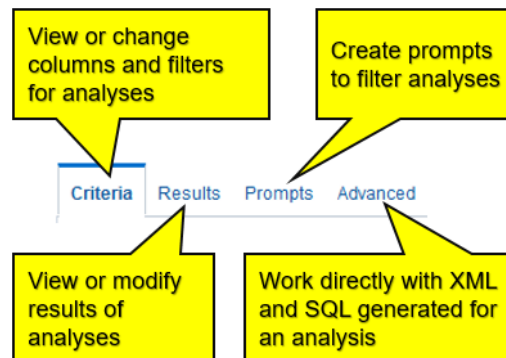 View or change
columns and filters
for analyses
Create prompts
to filter analyses
Criteria Results Prompts Advanced
View or modify
results of
analyses
Work directly with XML
and SQL generated for
an analysis